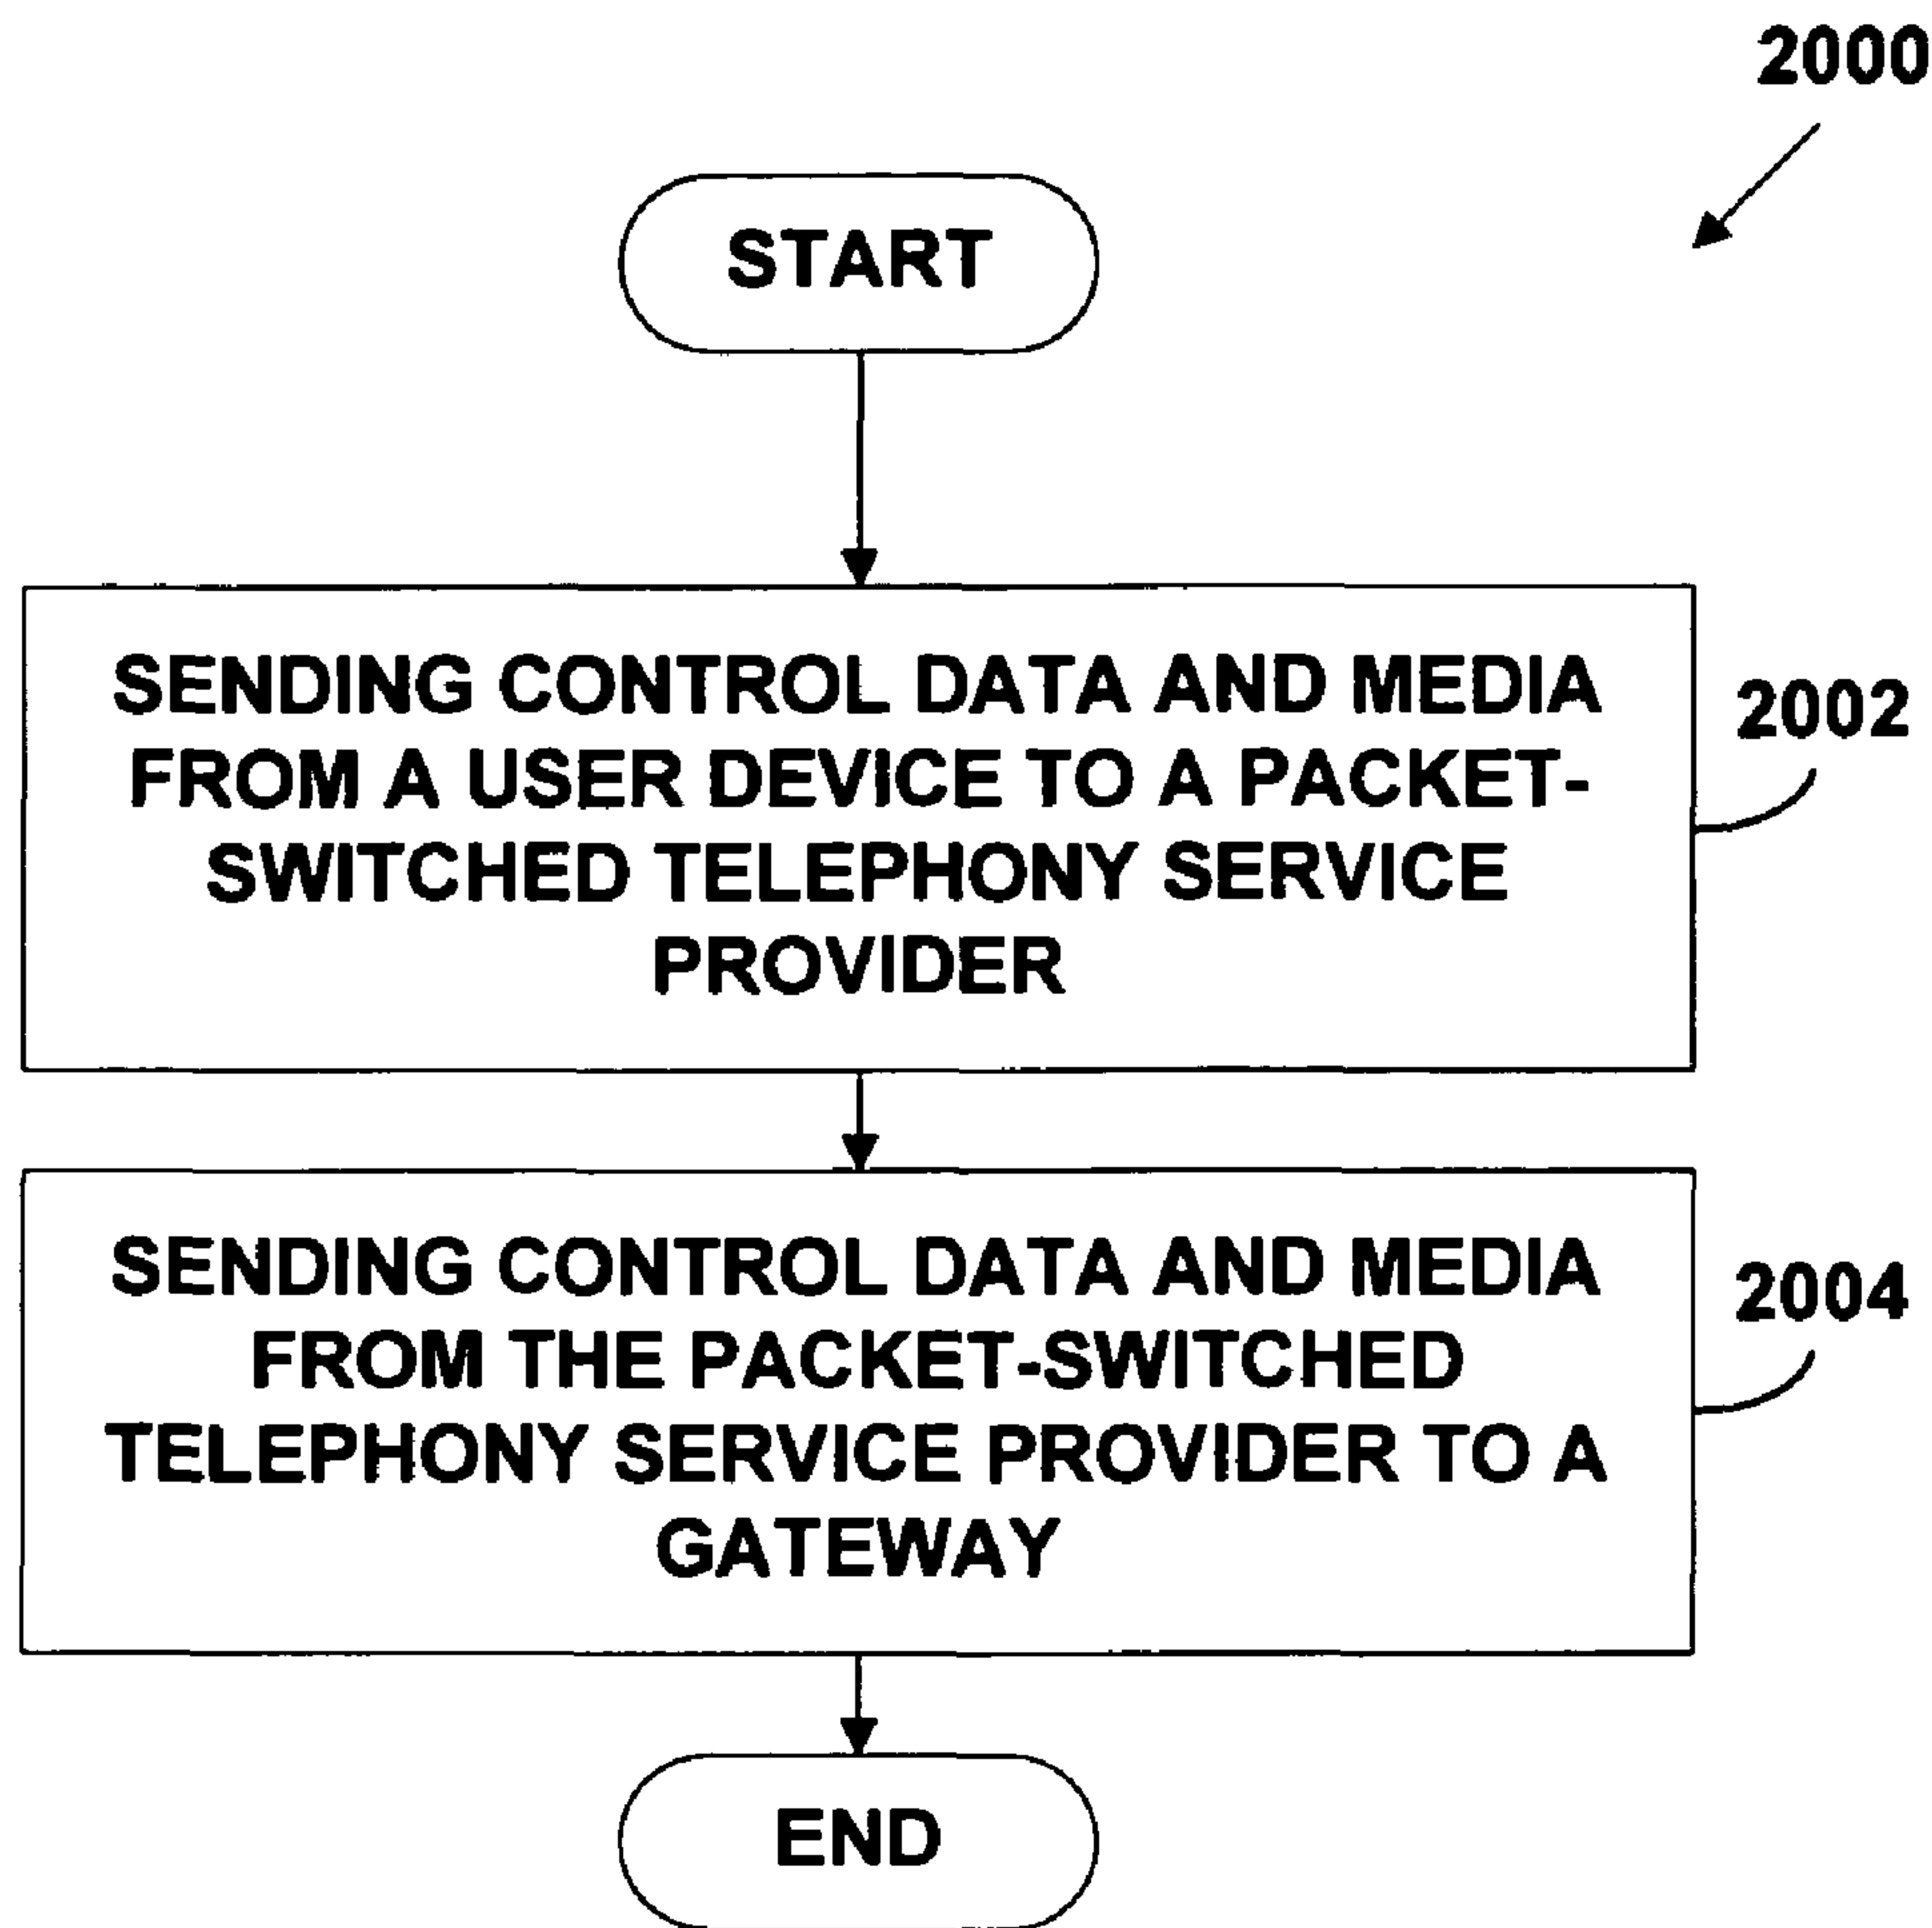 2000
START
SENDING CONTROL DATA AND MEDIA
FROM A USER DEVICE TO A PACKET-
SWITCHED TELEPHONY SERVICE
PROVIDER
2002
SENDING CONTROL DATA AND MEDIA
FROM THE PACKET-SWITCHED
TELEPHONY SERVICE PROVIDER TO A
GATEWAY
2004
END